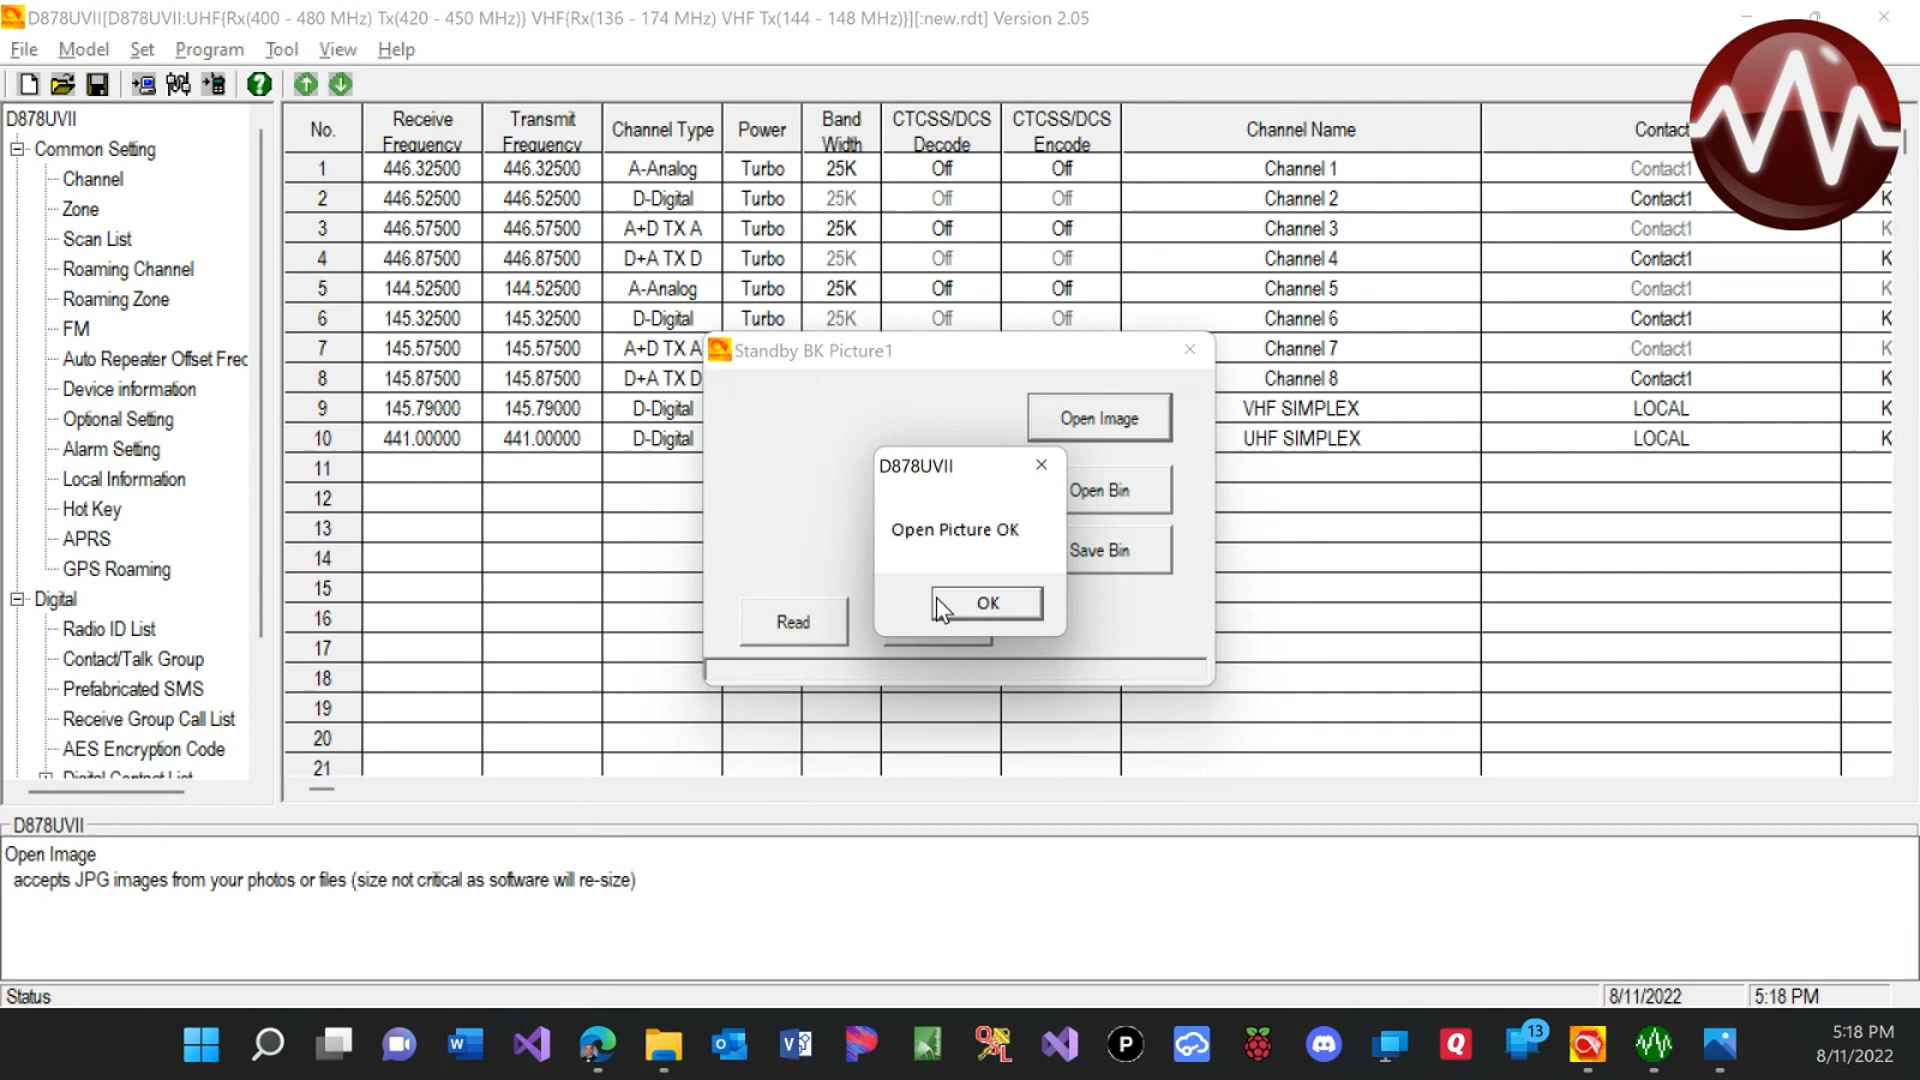 D878UVII[D878UVII:UHF{Rx(400 - 480 MHz) Tx(420 - 450 MHz)} VHF{Rx(136 - 174 MHz) VHF Tx(144 - 148 MHz)}][:new.rdt] Version 2.05
File Model Set Program Tool View Help
D878UVII
Common Setting
Channel
Zone
Scan List
Roaming Channel
Roaming Zone
FM
Auto Repeater Offset Frec
Device information
Optional Setting
Alarm Setting
Local Information
Hot Key
APRS
GPS Roaming
Digital
Radio ID List
Contact/Talk Group
Prefabricated SMS
Receive Group Call List
AES Encryption Code
Digital Contact List
No. Receive Frequency Transmit Frequency Channel Type Power Band Width CTCSS/DCS Decode CTCSS/DCS Encode Channel Name Contact
1 446.32500 446.32500 A-Analog Turbo 25K Off Off Channel 1 Contact1
2 446.52500 446.52500 D-Digital Turbo 25K Off Off Channel 2 Contact1 K
3 446.57500 446.57500 A+D TX A Turbo 25K Off Off Channel 3 Contact1 K
4 446.87500 446.87500 D+A TX D Turbo 25K Off Off Channel 4 Contact1 K
5 144.52500 144.52500 A-Analog Turbo 25K Off Off Channel 5 Contact1 K
6 145.32500 145.32500 D-Digital Turbo 25K Off Off Channel 6 Contact1 K
7 145.57500 145.57500 A+D TX A Channel 7 Contact1 K
8 145.87500 145.87500 D+A TX D Channel 8 Contact1 K
9 145.79000 145.79000 D-Digital VHF SIMPLEX LOCAL K
10 441.00000 441.00000 D-Digital UHF SIMPLEX LOCAL K
11
12
13
14
15
16
17
18
19
20
21
Standby BK Picture1
Open Image
Open Bin
Save Bin
Read
D878UVII
Open Picture OK
OK
D878UVII
Open Image
accepts JPG images from your photos or files (size not critical as software will re-size)
Status 8/11/2022 5:18 PM
13
P
Q
5:18 PM
8/11/2022